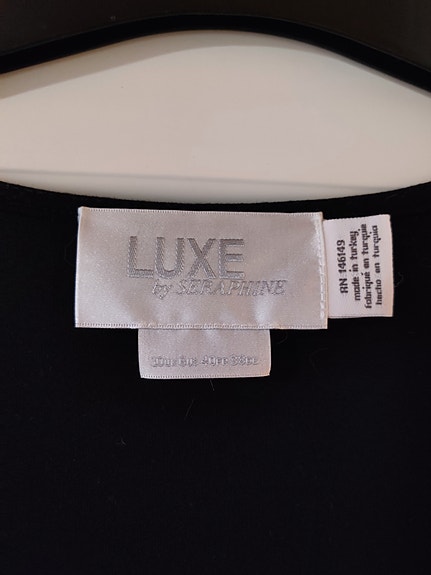 LUXE
by SERAPHINE
RN 146149
made in turkey
fabriqué en turquie
hecho en turquia